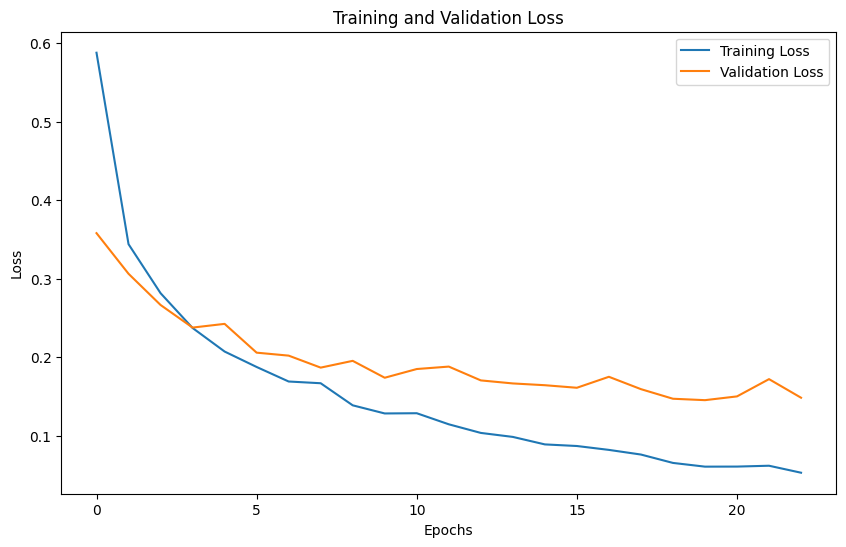 Training and Validation Loss
Training Loss
Validation Loss
Loss
0.6
0.5
0.4
0.3
0.2
0.1
0 5 10 15 20
Epochs